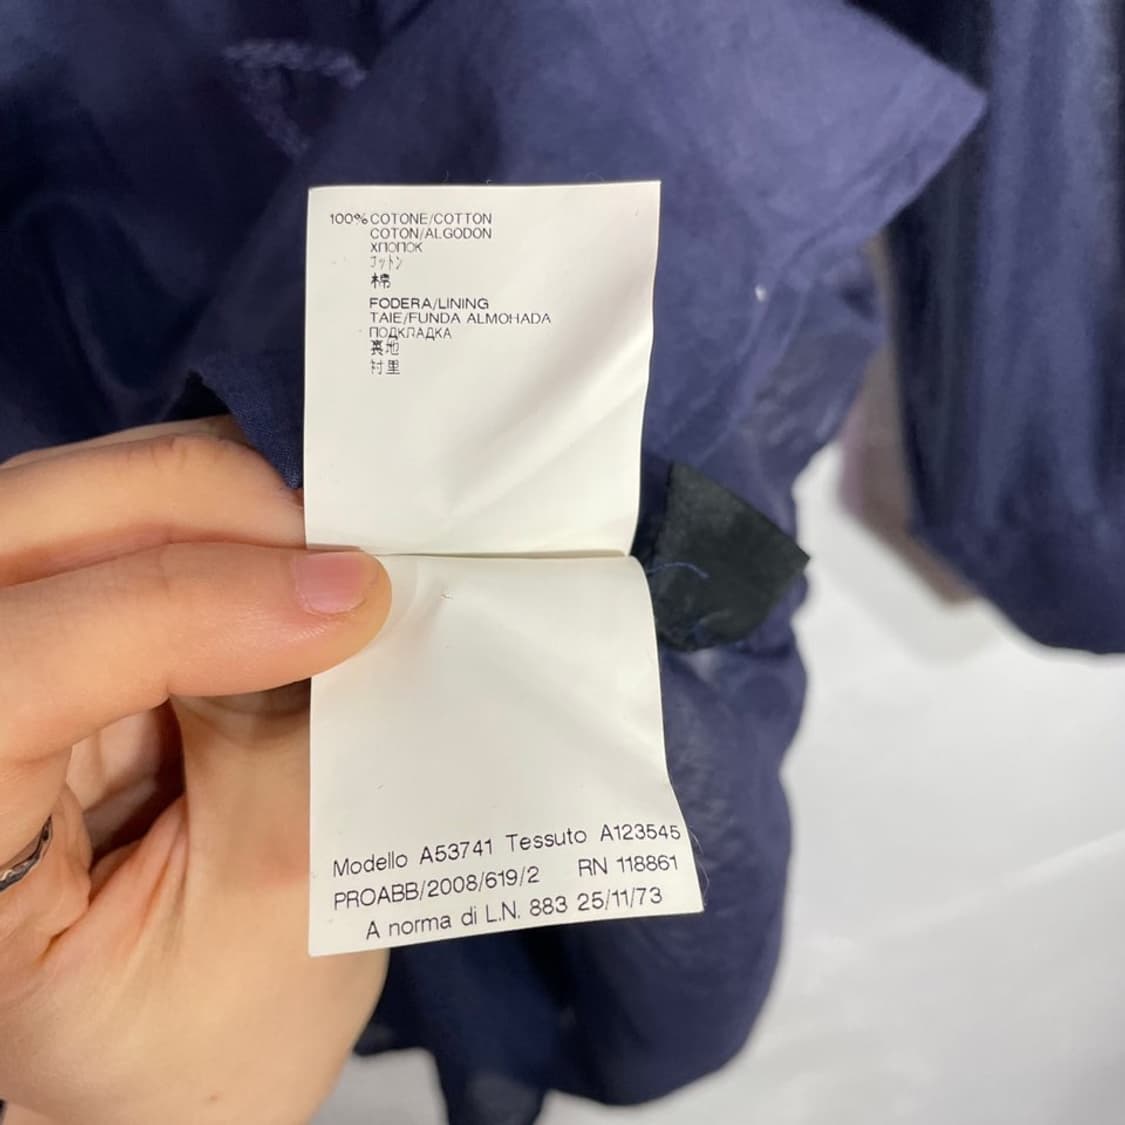 100% COTONE/COTTON
COTON/ALGODON
ХЛОПОК
コットン
棉
FODERA/LINING
TAIE/FUNDA ALMOHADA
ПОДКЛАДКА
裏地
衬里
Modello A53741 Tessuto A123545
PROABB/2008/619/2 RN 118861
A norma di L.N. 883 25/11/73